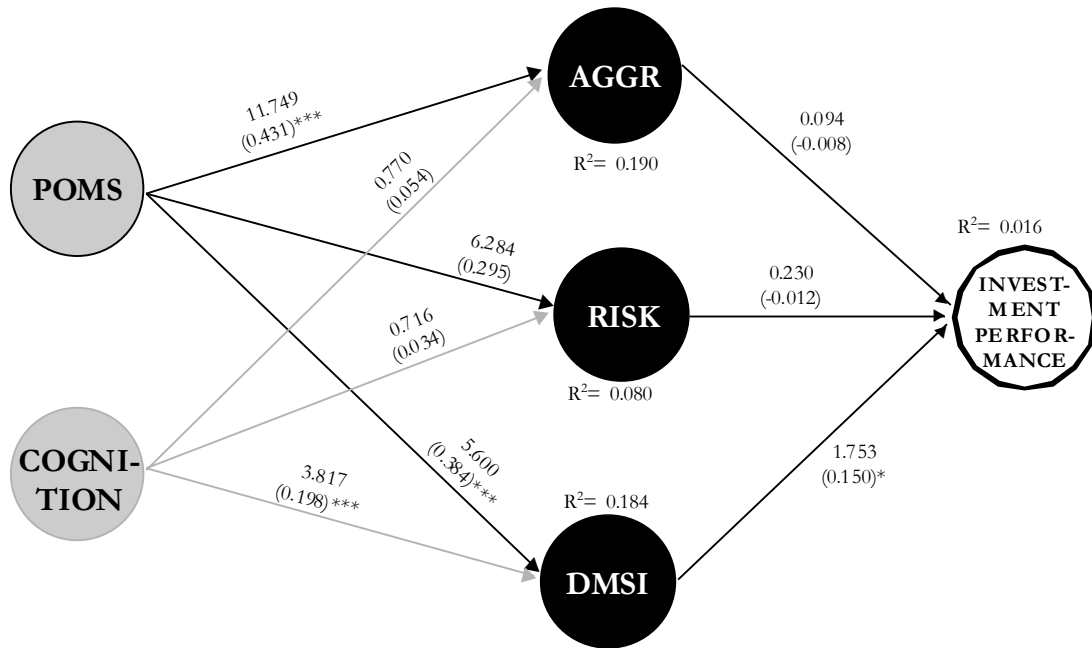 AGGR
11.749
(0.431)***
0.094
(-0.008)
0.770
(0.054)
R²= 0.190
POMS
R²= 0.016
6.284
(0.295)
0.230
(-0.012)
INVEST-
MENT
PERFOR-
MANCE
RISK
0.716
(0.034)
R²= 0.080
COGNI-
TION
5.600
(0.384)***
1.753
(0.150)*
3.817
(0.198)***
R²= 0.184
DMSI